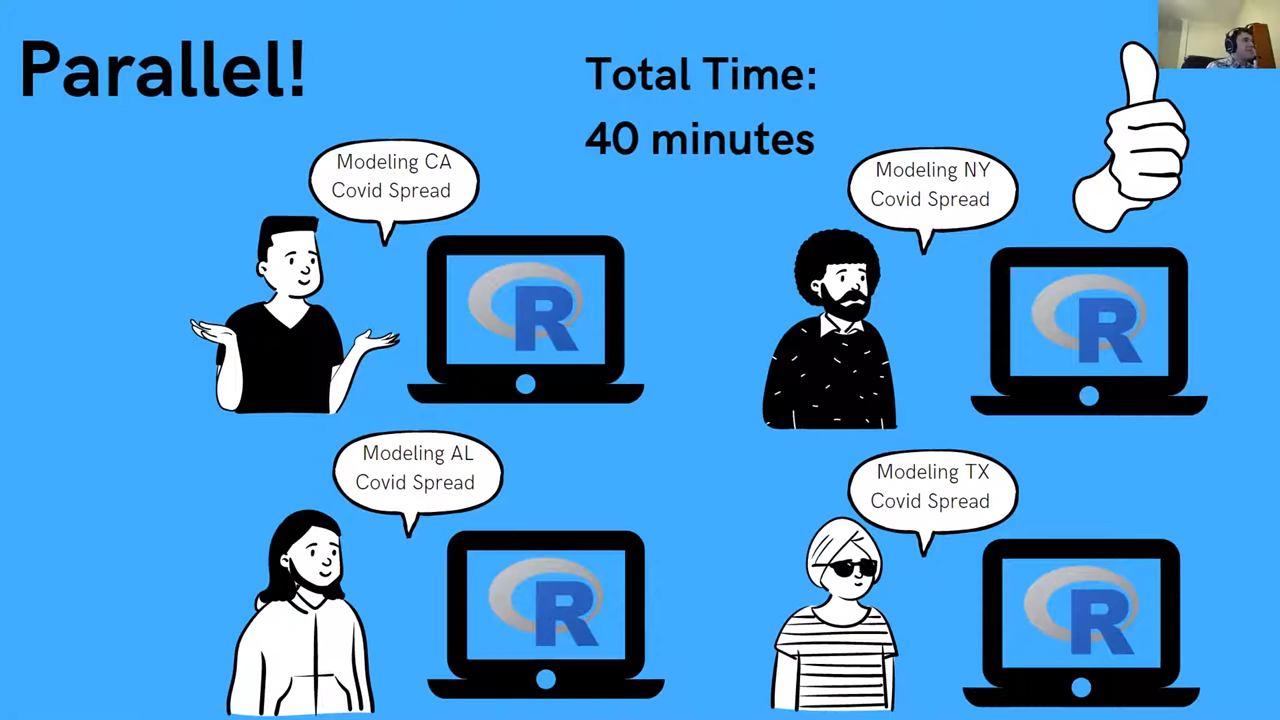 Parallel!
Total Time:
40 minutes
Modeling CA
Covid Spread
R
Modeling NY
Covid Spread
R
Modeling AL
Covid Spread
R
Modeling TX
Covid Spread
R